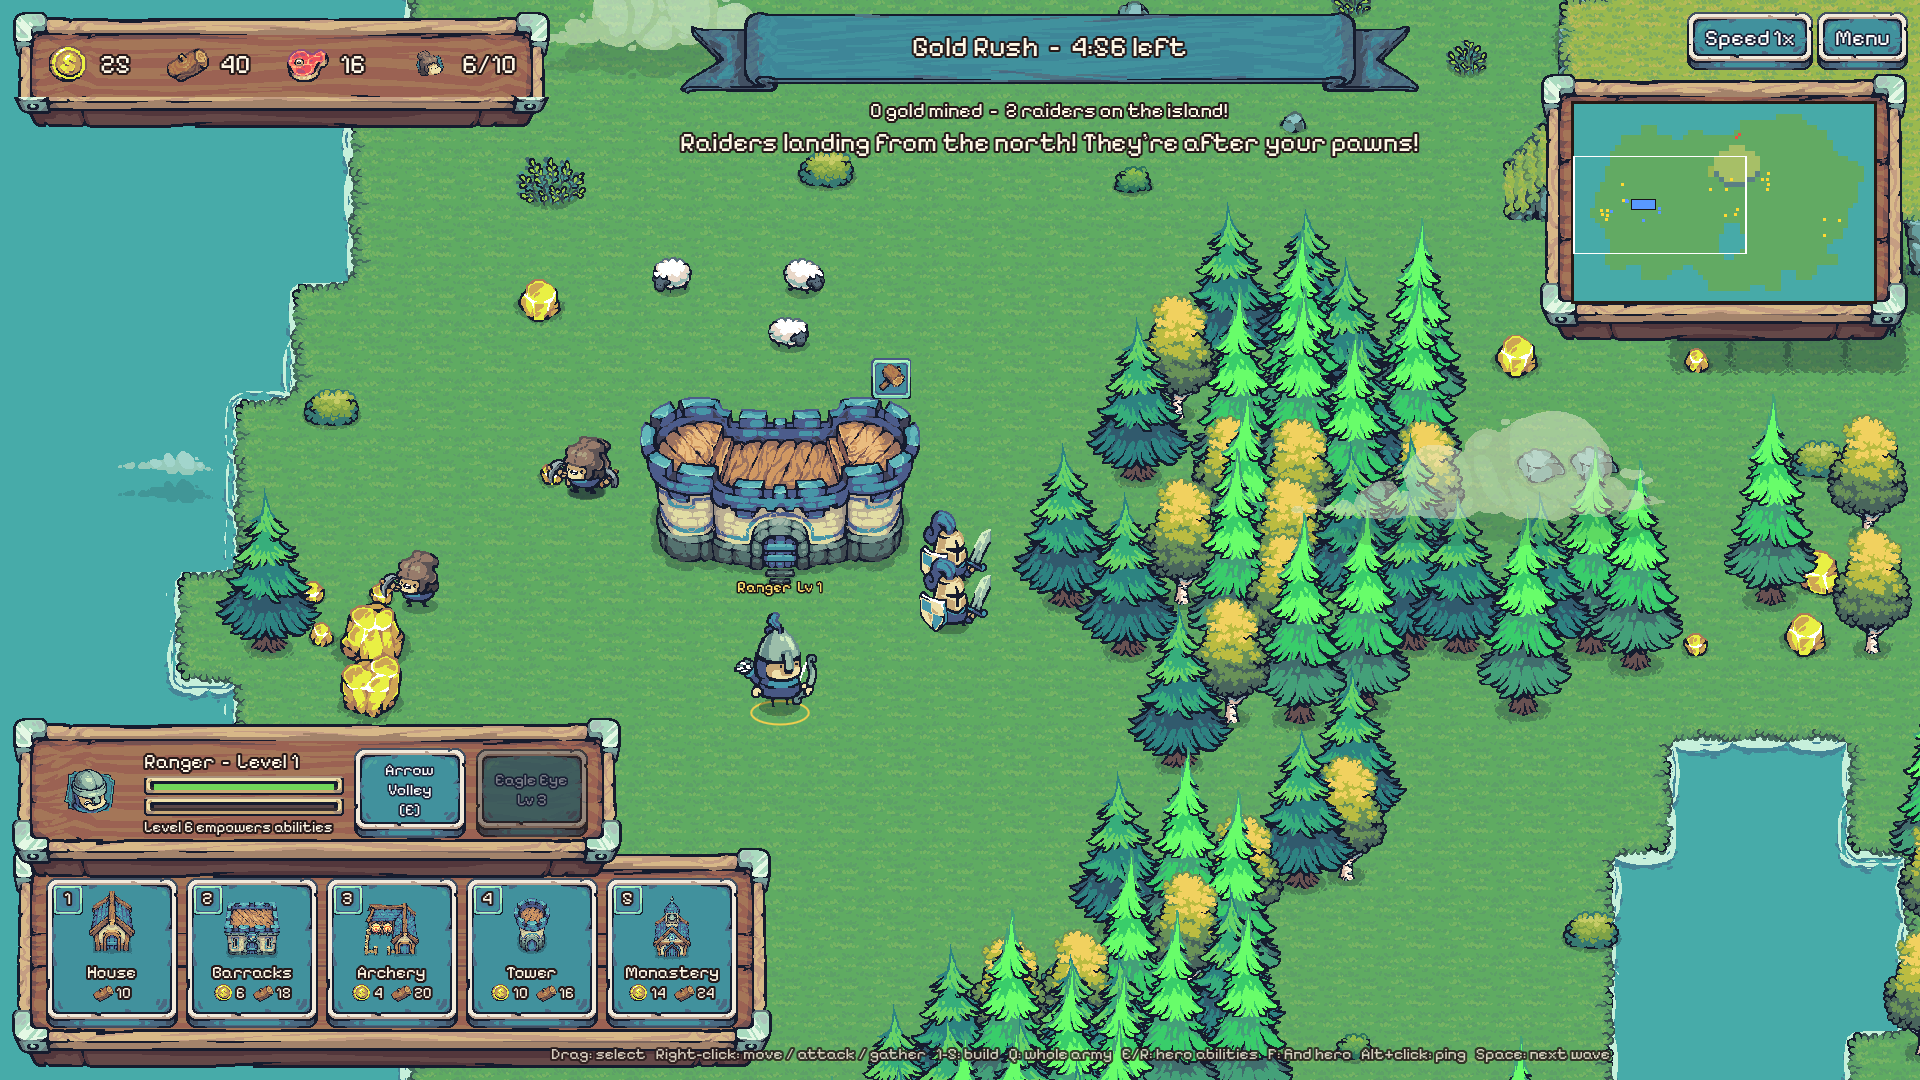 25
40
16
6/10
Gold Rush - 4:56 left
0 gold mined - 2 raiders on the island!
Raiders landing from the north! They're after your pawns!
Speed 1x
Menu
Ranger Lv 1
Ranger - Level 1
Level 6 empowers abilities
Arrow
Volley
(E)
Eagle Eye
Lv 3
1
House
10
2
Barracks
6 18
3
Archery
4 20
4
Tower
10 16
5
Monastery
14 24
Drag: select Right-click: move / attack / gather 1-5: build Q: whole army E/R: hero abilities F: find hero Alt+click: ping Space: next wave